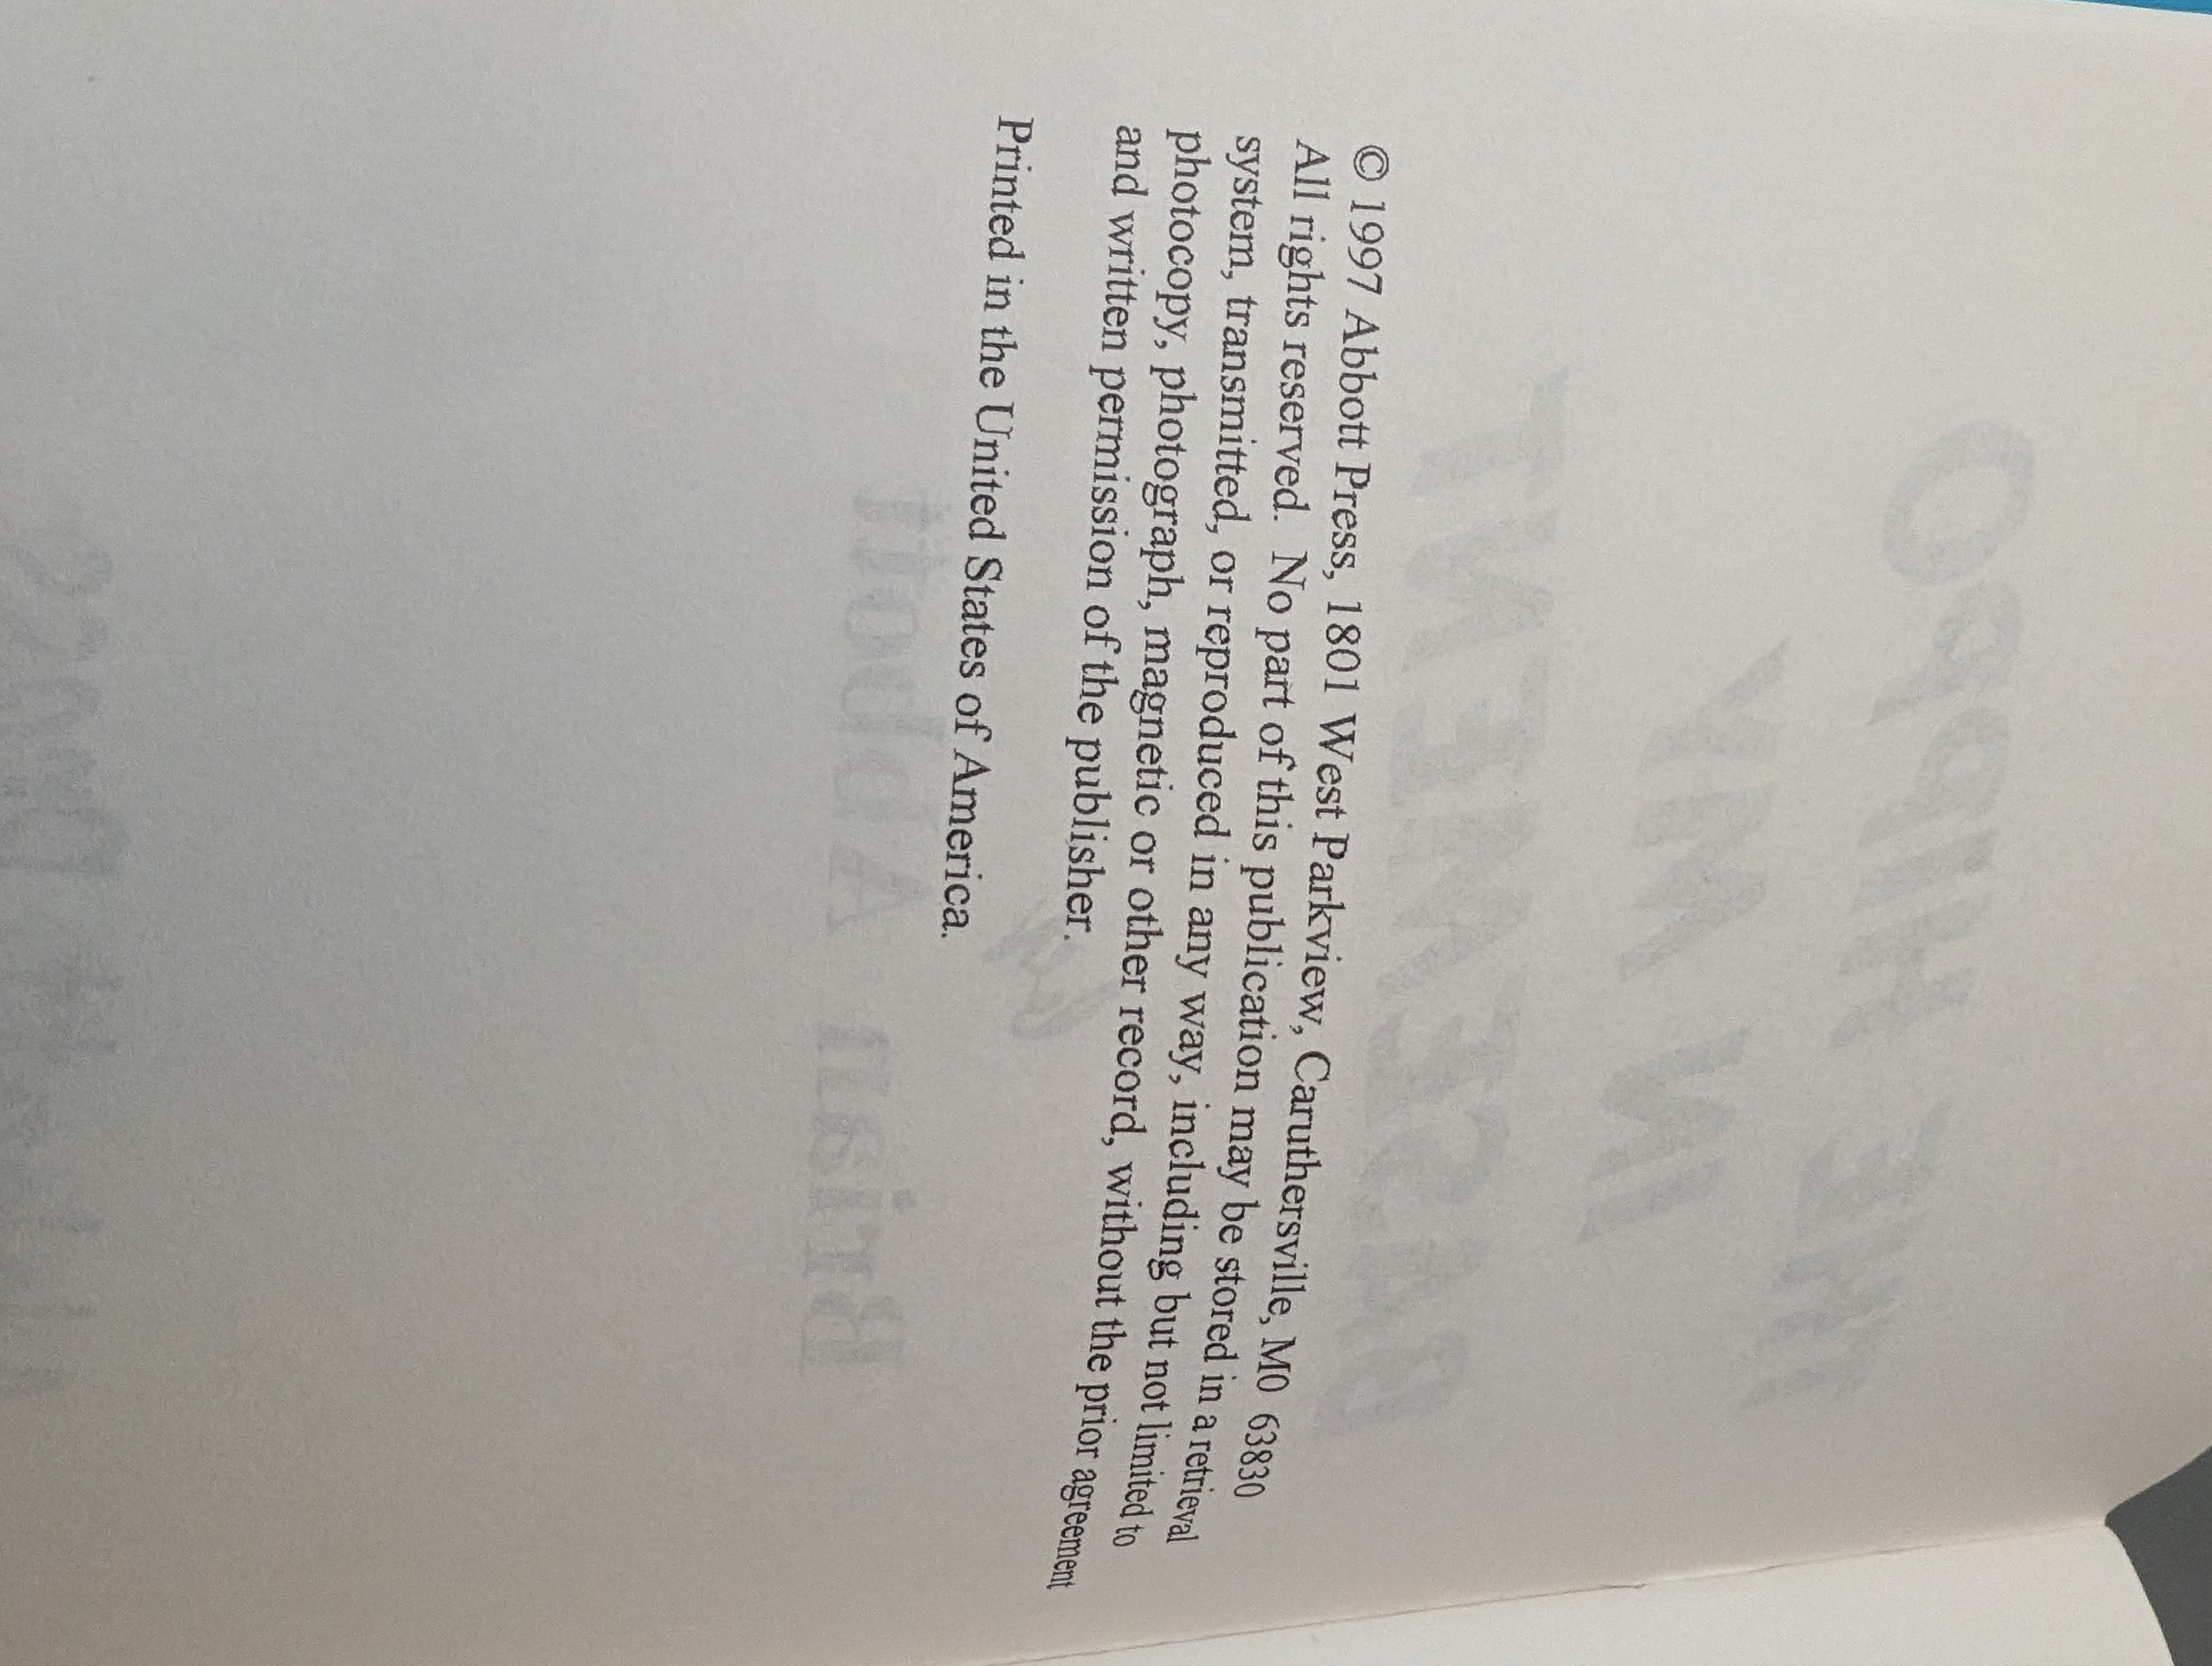 © 1997 Abbott Press, 1801 West Parkview, Caruthersville, M0 63830
All rights reserved. No part of this publication may be stored in a retrieval
system, transmitted, or reproduced in any way, including but not limited to
photocopy, photograph, magnetic or other record, without the prior agreement
and written permission of the publisher.
Printed in the United States of America.